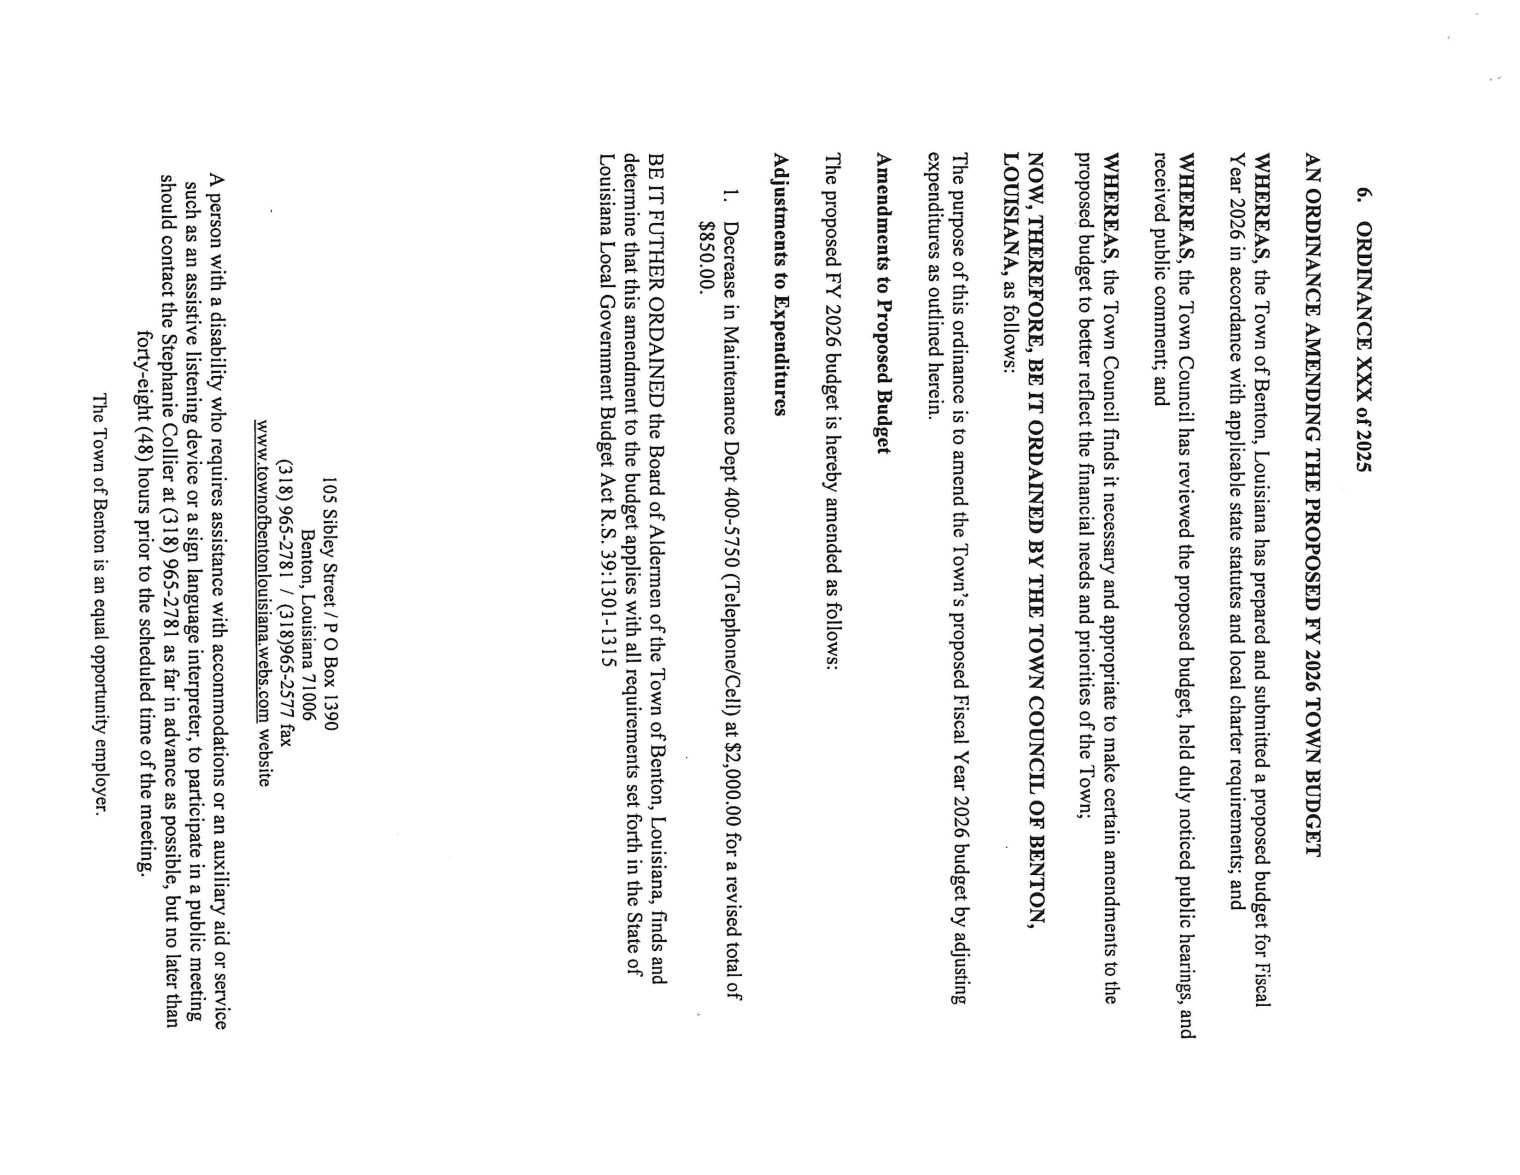 6. ORDINANCE XXX of 2025
AN ORDINANCE AMENDING THE PROPOSED FY 2026 TOWN BUDGET
WHEREAS, the Town of Benton, Louisiana has prepared and submitted a proposed budget for Fiscal
Year 2026 in accordance with applicable state statutes and local charter requirements; and
WHEREAS, the Town Council has reviewed the proposed budget, held duly noticed public hearings, and
received public comment; and
WHEREAS, the Town Council finds it necessary and appropriate to make certain amendments to the
proposed budget to better reflect the financial needs and priorities of the Town;
NOW, THEREFORE, BE IT ORDAINED BY THE TOWN COUNCIL OF BENTON,
LOUISIANA, as follows:
The purpose of this ordinance is to amend the Town's proposed Fiscal Year 2026 budget by adjusting
expenditures as outlined herein.
Amendments to Proposed Budget
The proposed FY 2026 budget is hereby amended as follows:
Adjustments to Expenditures
1. Decrease in Maintenance Dept 400-5750 (Telephone/Cell) at $2,000.00 for a revised total of
$850.00.
BE IT FUTHER ORDAINED the Board of Aldermen of the Town of Benton, Louisiana, finds and
determine that this amendment to the budget applies with all requirements set forth in the State of
Louisiana Local Government Budget Act R.S. 39:1301-1315
105 Sibley Street / P O Box 1390
Benton, Louisiana 71006
(318) 965-2781 / (318)965-2577 fax
www.townofbentonlouisiana.webs.com website
A person with a disability who requires assistance with accommodations or an auxiliary aid or service
such as an assistive listening device or a sign language interpreter, to participate in a public meeting
should contact the Stephanie Collier at (318) 965-2781 as far in advance as possible, but no later than
forty-eight (48) hours prior to the scheduled time of the meeting.
The Town of Benton is an equal opportunity employer.